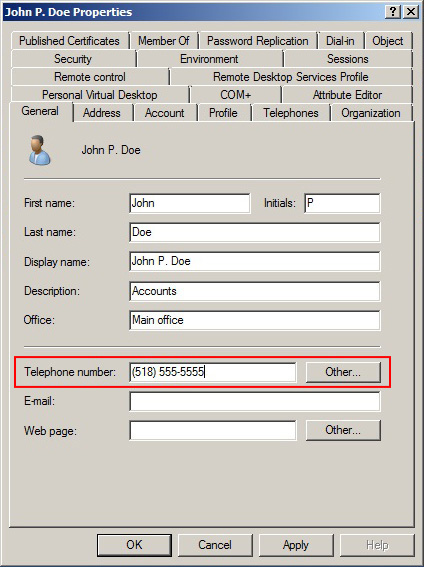 John P. Doe Properties
Published Certificates Member Of Password Replication Dial-in Object
Security Environment Sessions
Remote control Remote Desktop Services Profile
Personal Virtual Desktop COM+ Attribute Editor
General Address Account Profile Telephones Organization
John P. Doe
First name: John Initials: P
Last name: Doe
Display name: John P. Doe
Description: Accounts
Office: Main office
Telephone number: (518) 555-5555 Other...
E-mail:
Web page: Other...
OK Cancel Apply Help